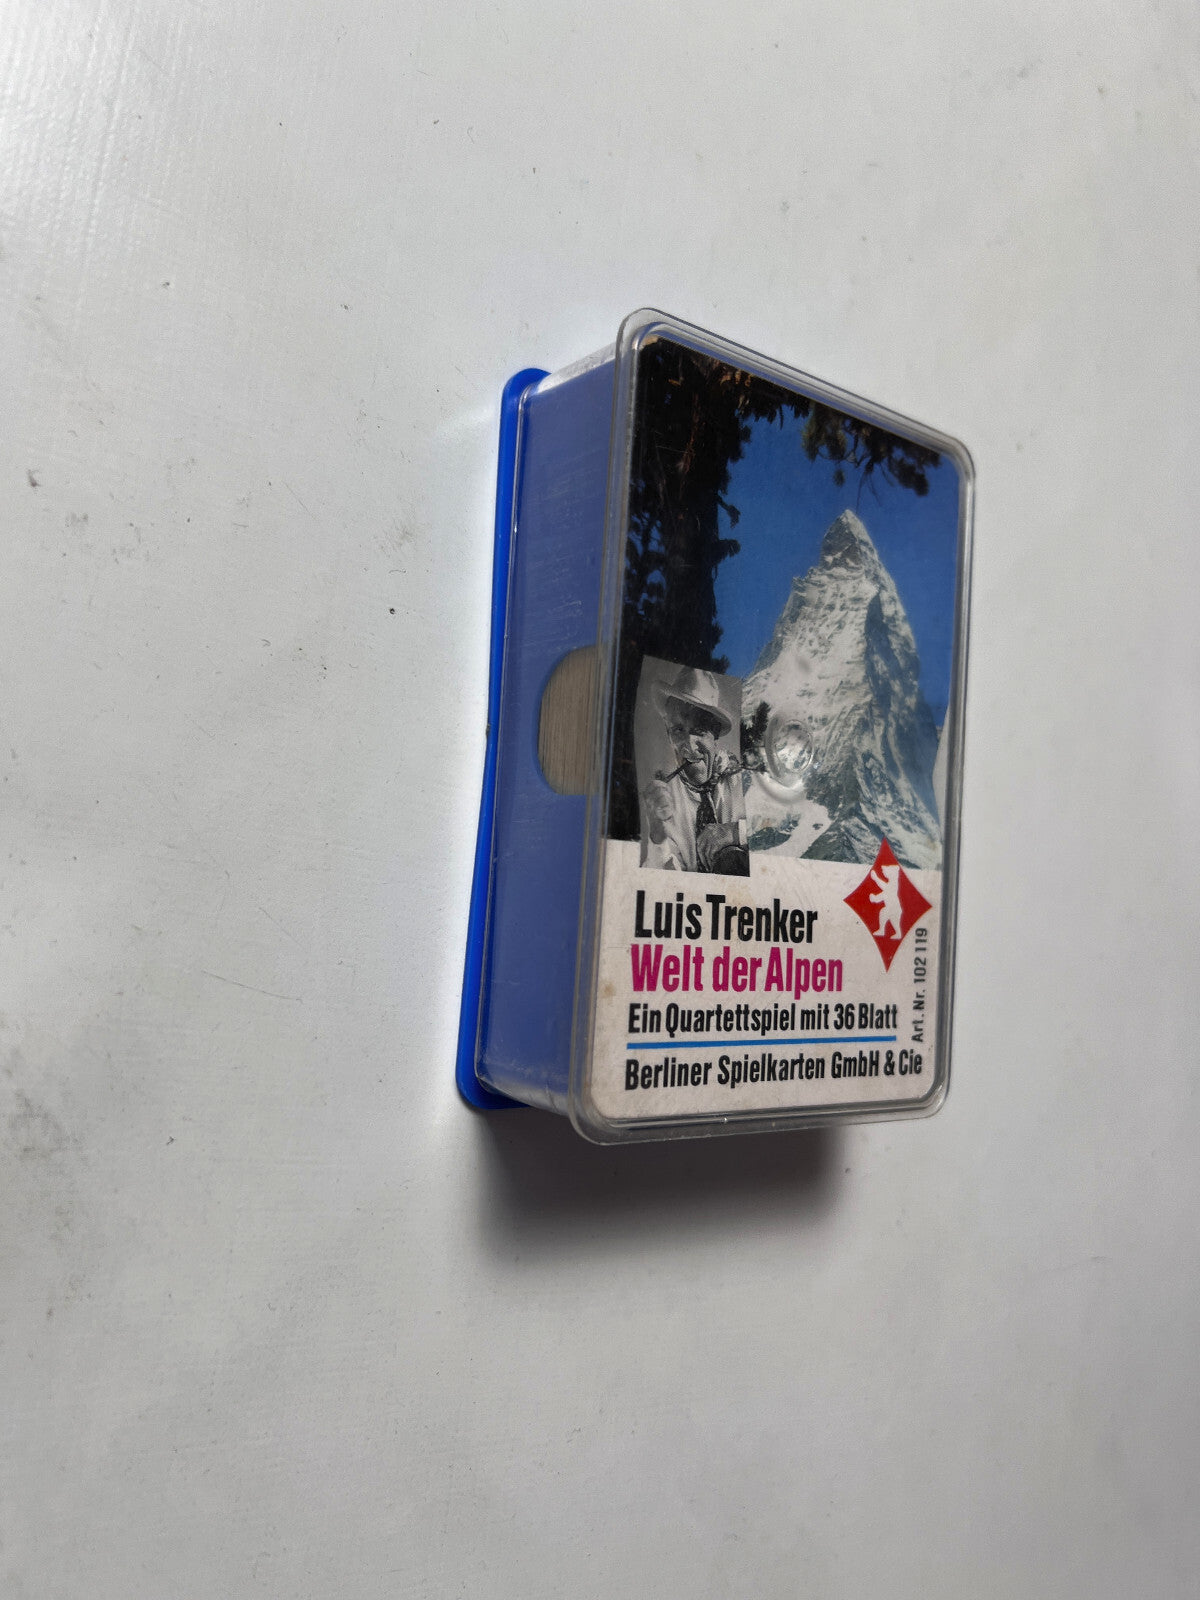 Luis Trenker
Welt der Alpen
Ein Quartettspiel mit 36 Blatt
Berliner Spielkarten GmbH & Cie
Art. Nr. 102 119